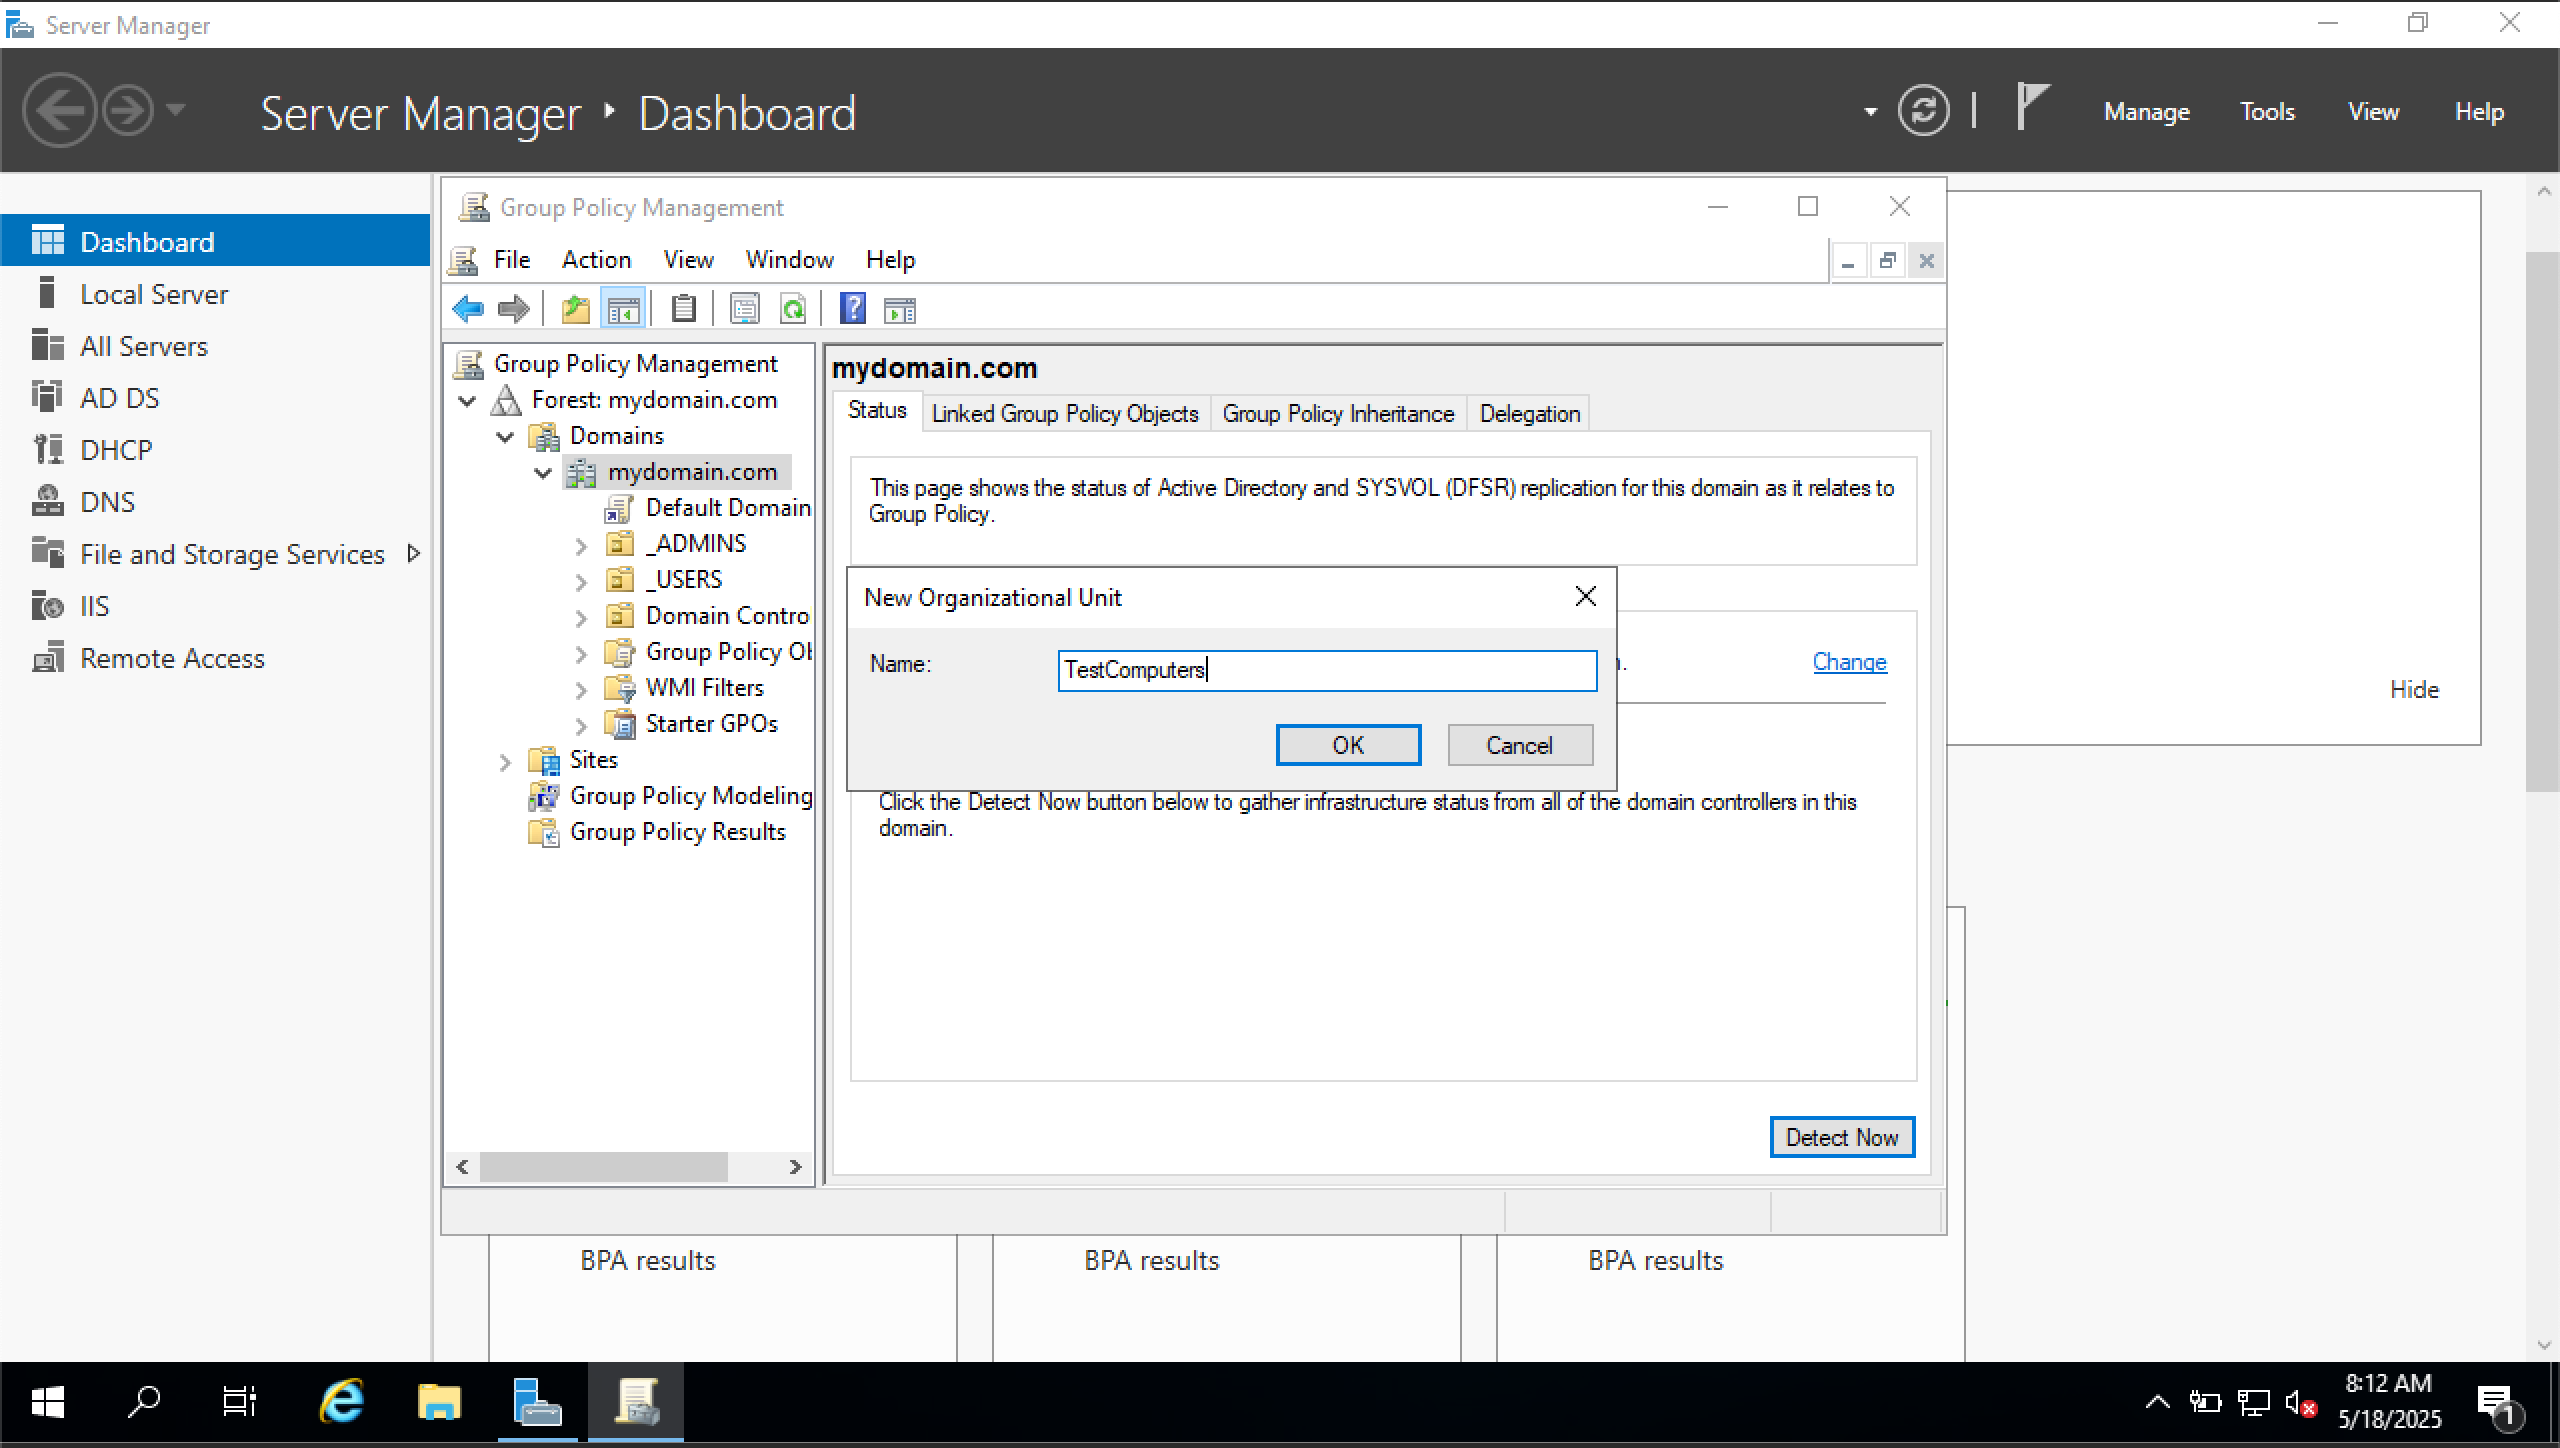 Server Manager
Server Manager ‣ Dashboard
Manage
Tools
View
Help
Dashboard
Local Server
All Servers
AD DS
DHCP
DNS
File and Storage Services
IIS
Remote Access
Group Policy Management
File
Action
View
Window
Help
Group Policy Management
Forest: mydomain.com
Domains
mydomain.com
Default Domain
_ADMINS
_USERS
Domain Contro
Group Policy Ob
WMI Filters
Starter GPOs
Sites
Group Policy Modeling
Group Policy Results
mydomain.com
Status
Linked Group Policy Objects
Group Policy Inheritance
Delegation
This page shows the status of Active Directory and SYSVOL (DFSR) replication for this domain as it relates to
Group Policy.
New Organizational Unit
Name:
TestComputers
OK
Cancel
Change
Click the Detect Now button below to gather infrastructure status from all of the domain controllers in this
domain.
Detect Now
Hide
BPA results
BPA results
BPA results
8:12 AM
5/18/2025
1